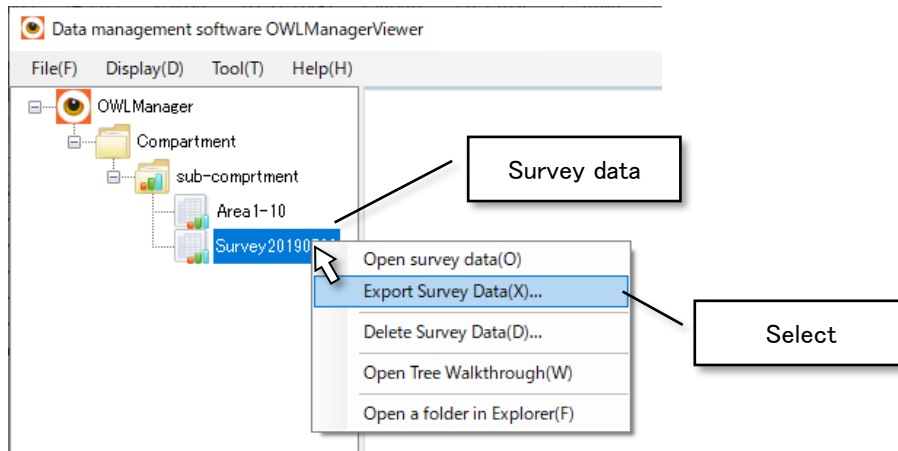 Data management software OWLManagerViewer
File(F) Display(D) Tool(T) Help(H)
OWLManager
Compartment
sub-comprtment
Area1-10
Survey20190
Survey data
Open survey data(O)
Export Survey Data(X)...
Delete Survey Data(D)...
Open Tree Walkthrough(W)
Open a folder in Explorer(F)
Select